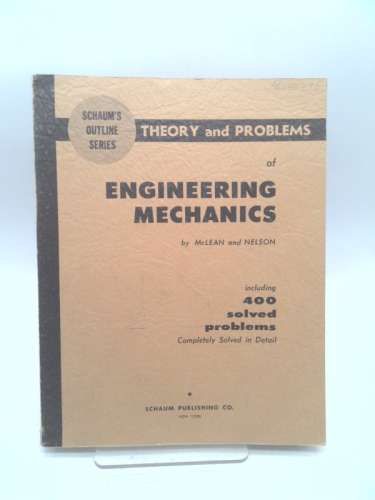 SCHAUM'S
OUTLINE
SERIES
THEORY and PROBLEMS
of
ENGINEERING
MECHANICS
by McLEAN and NELSON
including
400
solved
problems
Completely Solved in Detail
SCHAUM PUBLISHING CO.
NEW YORK